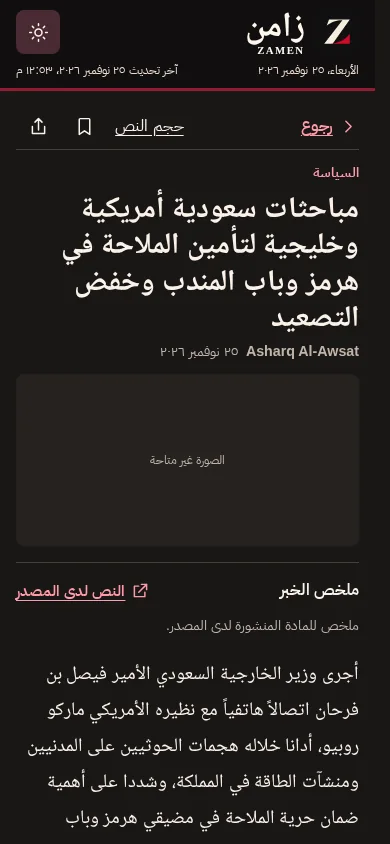 زامن
ZAMEN
الأربعاء، ٢٥ نوفمبر ٢٠٢٦
آخر تحديث ٢٥ نوفمبر ٢٠٢٦، ١٢:٥٣ م
رجوع
حجم النص
السياسة
مباحثات سعودية أمريكية
وخليجية لتأمين الملاحة في
هرمز وباب المندب وخفض
التصعيد
Asharq Al-Awsat ٢٥ نوفمبر ٢٠٢٦
الصورة غير متاحة
ملخص الخبر
النص لدى المصدر
ملخص للمادة المنشورة لدى المصدر.
أجرى وزير الخارجية السعودي الأمير فيصل بن
فرحان اتصالاً هاتفياً مع نظيره الأمريكي ماركو
روبيو، أدانا خلاله هجمات الحوثيين على المدنيين
ومنشآت الطاقة في المملكة، وشددا على أهمية
ضمان حرية الملاحة في مضيقي هرمز وباب